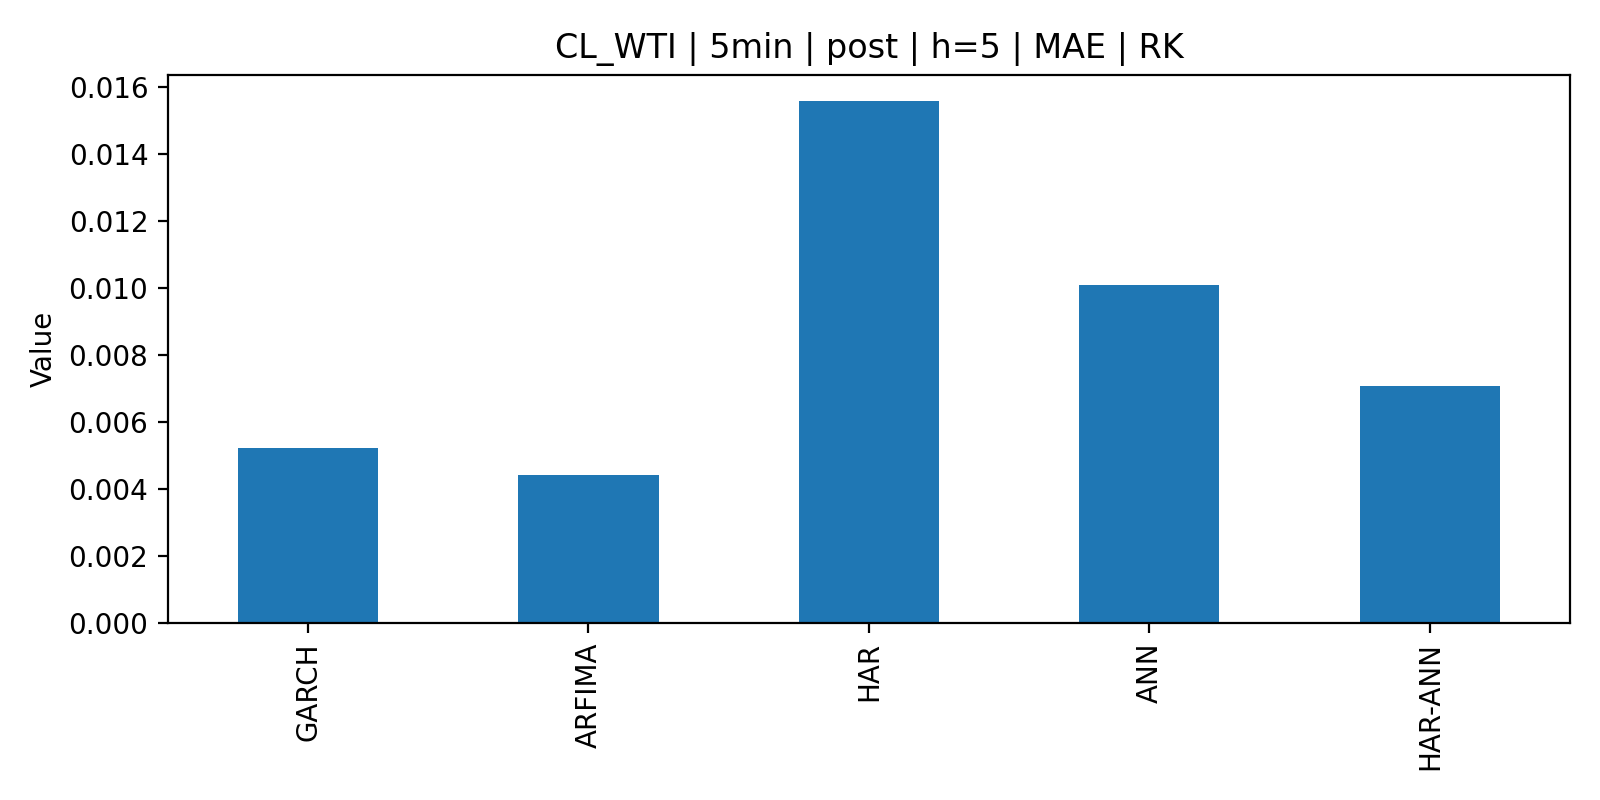 CL_WTI | 5min | post | h=5 | MAE | RK
0.016
0.014
0.012
0.010
0.008
0.006
0.004
0.002
0.000
Value
GARCH
ARFIMA
HAR
ANN
HAR-ANN